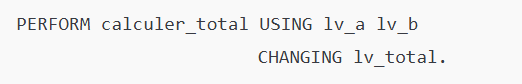 PERFORM calculer_total USING lv_a lv_b
CHANGING lv_total.